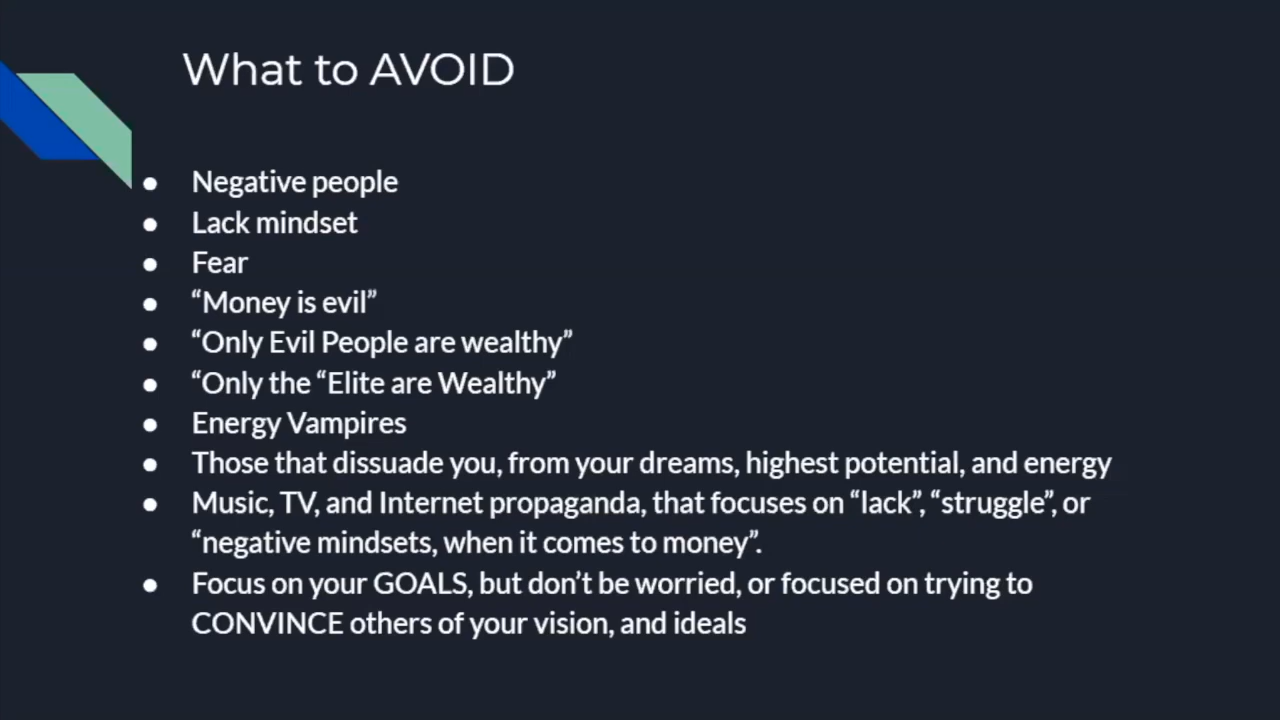 What to AVOID
● Negative people
● Lack mindset
● Fear
● “Money is evil”
● “Only Evil People are wealthy”
● “Only the “Elite are Wealthy”
● Energy Vampires
● Those that dissuade you, from your dreams, highest potential, and energy
● Music, TV, and Internet propaganda, that focuses on “lack”, “struggle”, or
“negative mindsets, when it comes to money”.
● Focus on your GOALS, but don’t be worried, or focused on trying to
CONVINCE others of your vision, and ideals